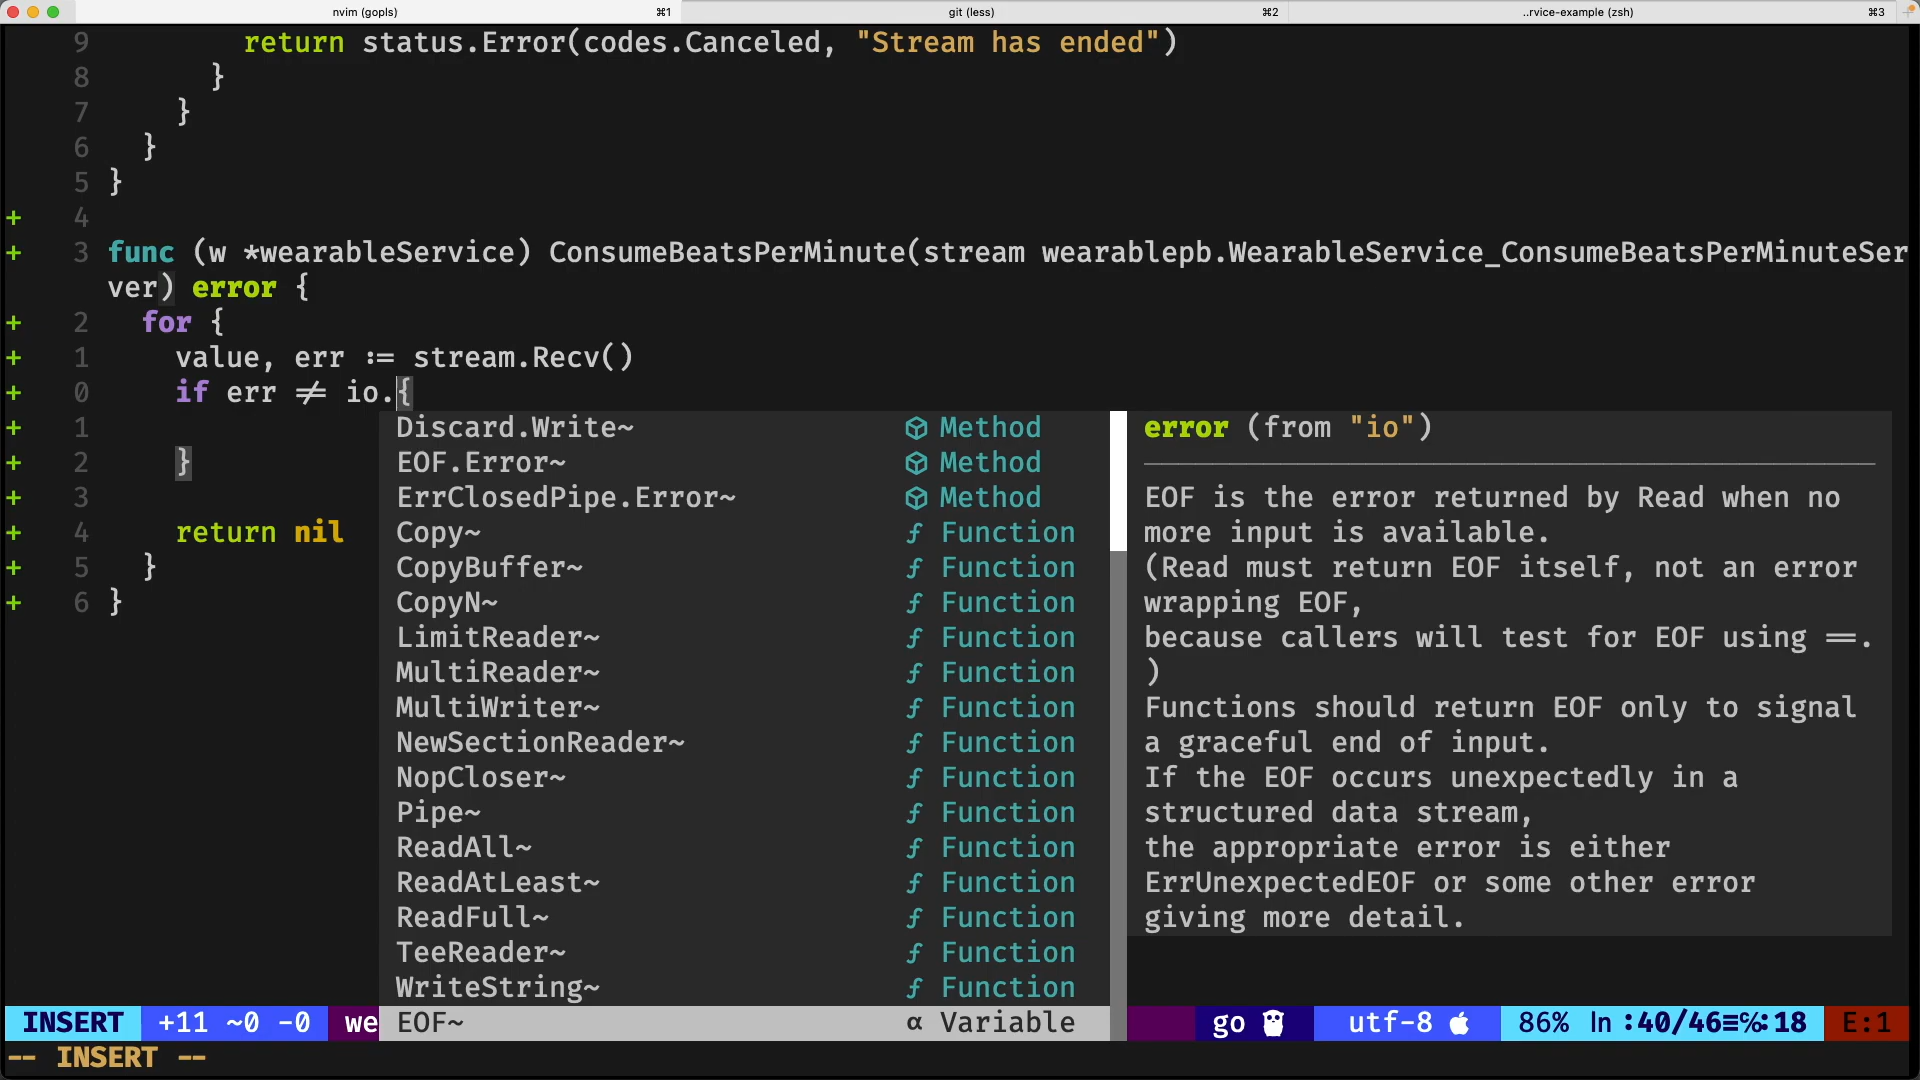 nvim (gopls) ⌘1 git (less) ⌘2 ..rvice-example (zsh) ⌘3
9 return status.Error(codes.Canceled, "Stream has ended")
8 }
7 }
6 }
5 }
+ 4
+ 3 func (w *wearableService) ConsumeBeatsPerMinute(stream wearablepb.WearableService_ConsumeBeatsPerMinuteSer
ver) error {
+ 2 for {
+ 1 value, err := stream.Recv()
+ 0 if err != io.{
+ 1
+ 2 }
+ 3
+ 4 return nil
+ 5 }
+ 6 }
Discard.Write~ Method
EOF.Error~ Method
ErrClosedPipe.Error~ Method
Copy~ ƒ Function
CopyBuffer~ ƒ Function
CopyN~ ƒ Function
LimitReader~ ƒ Function
MultiReader~ ƒ Function
MultiWriter~ ƒ Function
NewSectionReader~ ƒ Function
NopCloser~ ƒ Function
Pipe~ ƒ Function
ReadAll~ ƒ Function
ReadAtLeast~ ƒ Function
ReadFull~ ƒ Function
TeeReader~ ƒ Function
WriteString~ ƒ Function
EOF~ α Variable
error (from "io")
EOF is the error returned by Read when no
more input is available.
(Read must return EOF itself, not an error
wrapping EOF,
because callers will test for EOF using ==.
)
Functions should return EOF only to signal
a graceful end of input.
If the EOF occurs unexpectedly in a
structured data stream,
the appropriate error is either
ErrUnexpectedEOF or some other error
giving more detail.
INSERT +11 ~0 -0 we go utf-8 86% ln :40/46≡℅:18 E:1
-- INSERT --